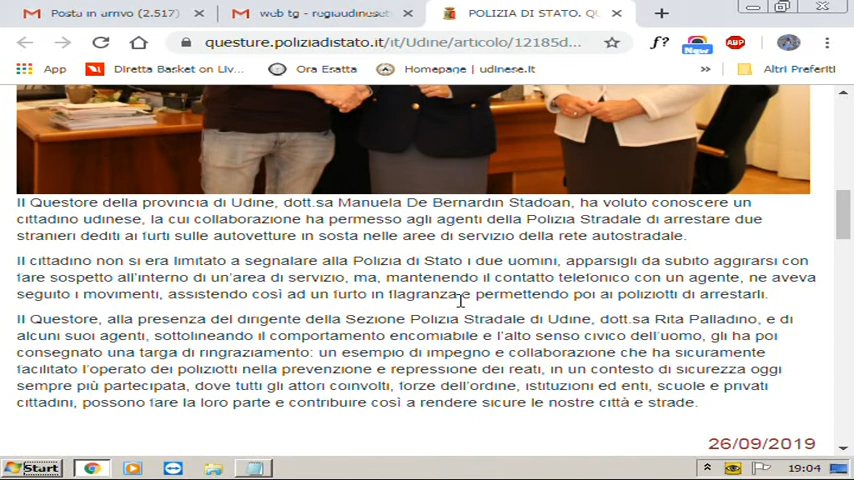 Posta in arrivo (2.517)
web tg - regiaudineset
POLIZIA DI STATO. QU
questure.poliziadistato.it/it/Udine/articolo/12185d...
f?
New
ABP
App
Diretta Basket on Liv...
Ora Esatta
Homepage | udinese.it
»
Altri Preferiti
Il Questore della provincia di Udine, dott.sa Manuela De Bernardin Stadoan, ha voluto conoscere un
cittadino udinese, la cui collaborazione ha permesso agli agenti della Polizia Stradale di arrestare due
stranieri dediti ai furti sulle autovetture in sosta nelle aree di servizio della rete autostradale.
Il cittadino non si era limitato a segnalare alla Polizia di Stato i due uomini, apparsigli da subito aggirarsi con
fare sospetto all'interno di un'area di servizio, ma, mantenendo il contatto telefonico con un agente, ne aveva
seguito i movimenti, assistendo così ad un furto in flagranza e permettendo poi ai poliziotti di arrestarli.
Il Questore, alla presenza del dirigente della Sezione Polizia Stradale di Udine, dott.sa Rita Palladino, e di
alcuni suoi agenti, sottolineando il comportamento encomiabile e l'alto senso civico dell'uomo, gli ha poi
consegnato una targa di ringraziamento: un esempio di impegno e collaborazione che ha sicuramente
facilitato l'operato dei poliziotti nella prevenzione e repressione dei reati, in un contesto di sicurezza oggi
sempre più partecipata, dove tutti gli attori coinvolti, forze dell'ordine, istituzioni ed enti, scuole e privati
cittadini, possono fare la loro parte e contribuire così a rendere sicure le nostre città e strade.
26/09/2019
Start
19:04